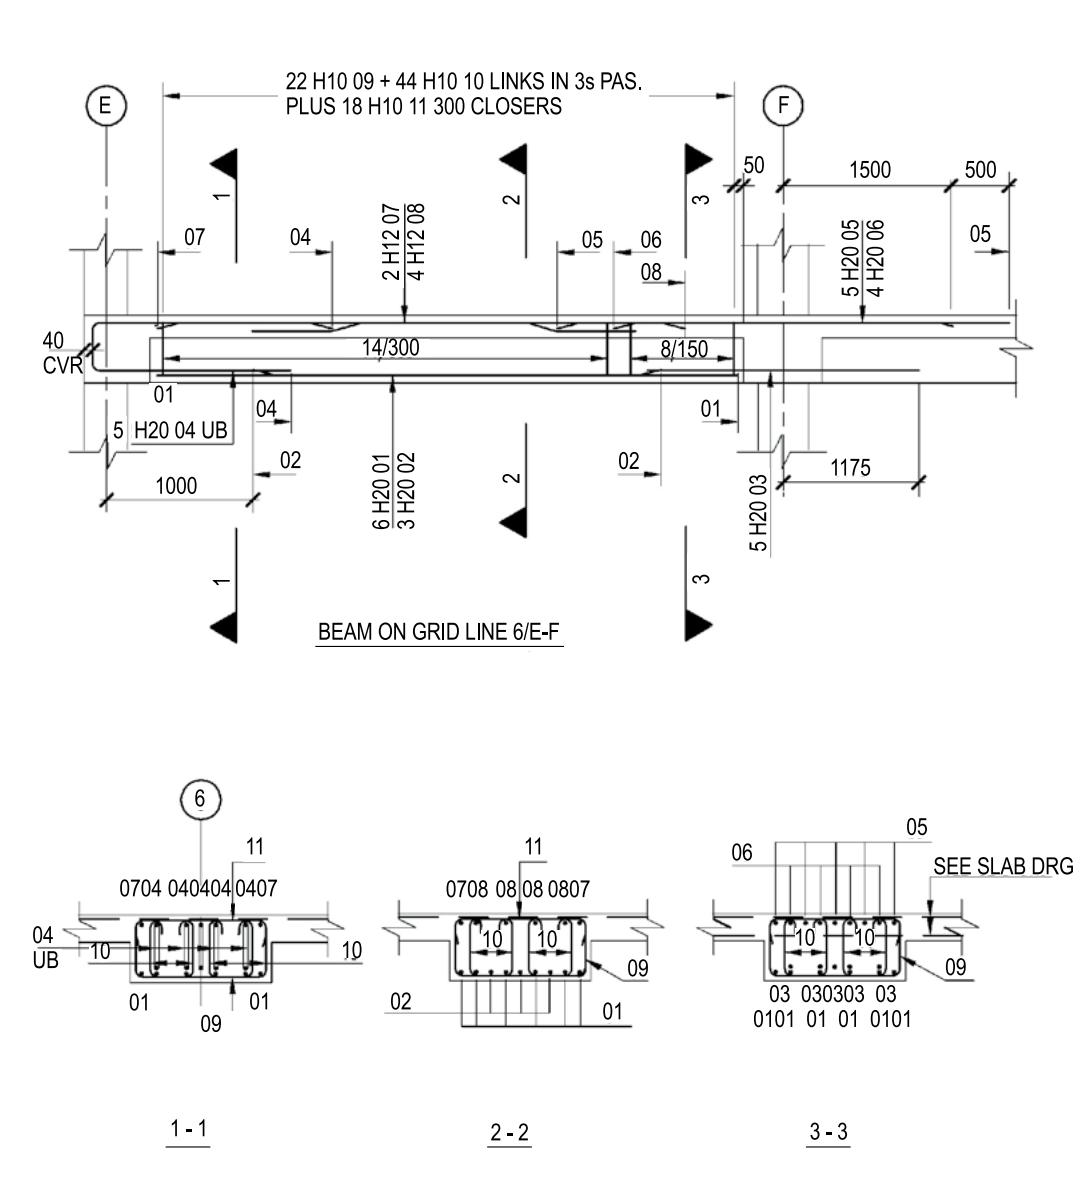 22 H10 09 + 44 H10 10 LINKS IN 3s PAS.
PLUS 18 H10 11 300 CLOSERS
E
F
50
1500
500
1
2
3
07
04
2 H12 07
4 H12 08
05
06
08
5 H20 05
4 H20 06
05
40
CVR
14/300
8/150
01
04
01
5 H20 04 UB
02
02
1175
1000
6 H20 01
3 H20 02
2
5 H20 03
1
3
BEAM ON GRID LINE 6/E-F
6
11
0704 040404 0407
04
UB
10
10
01
01
09
1 - 1
11
0708 08 08 0807
10
10
09
02
01
2 - 2
05
06
SEE SLAB DRG
10
10
09
03 030303 03
0101 01 01 0101
3 - 3